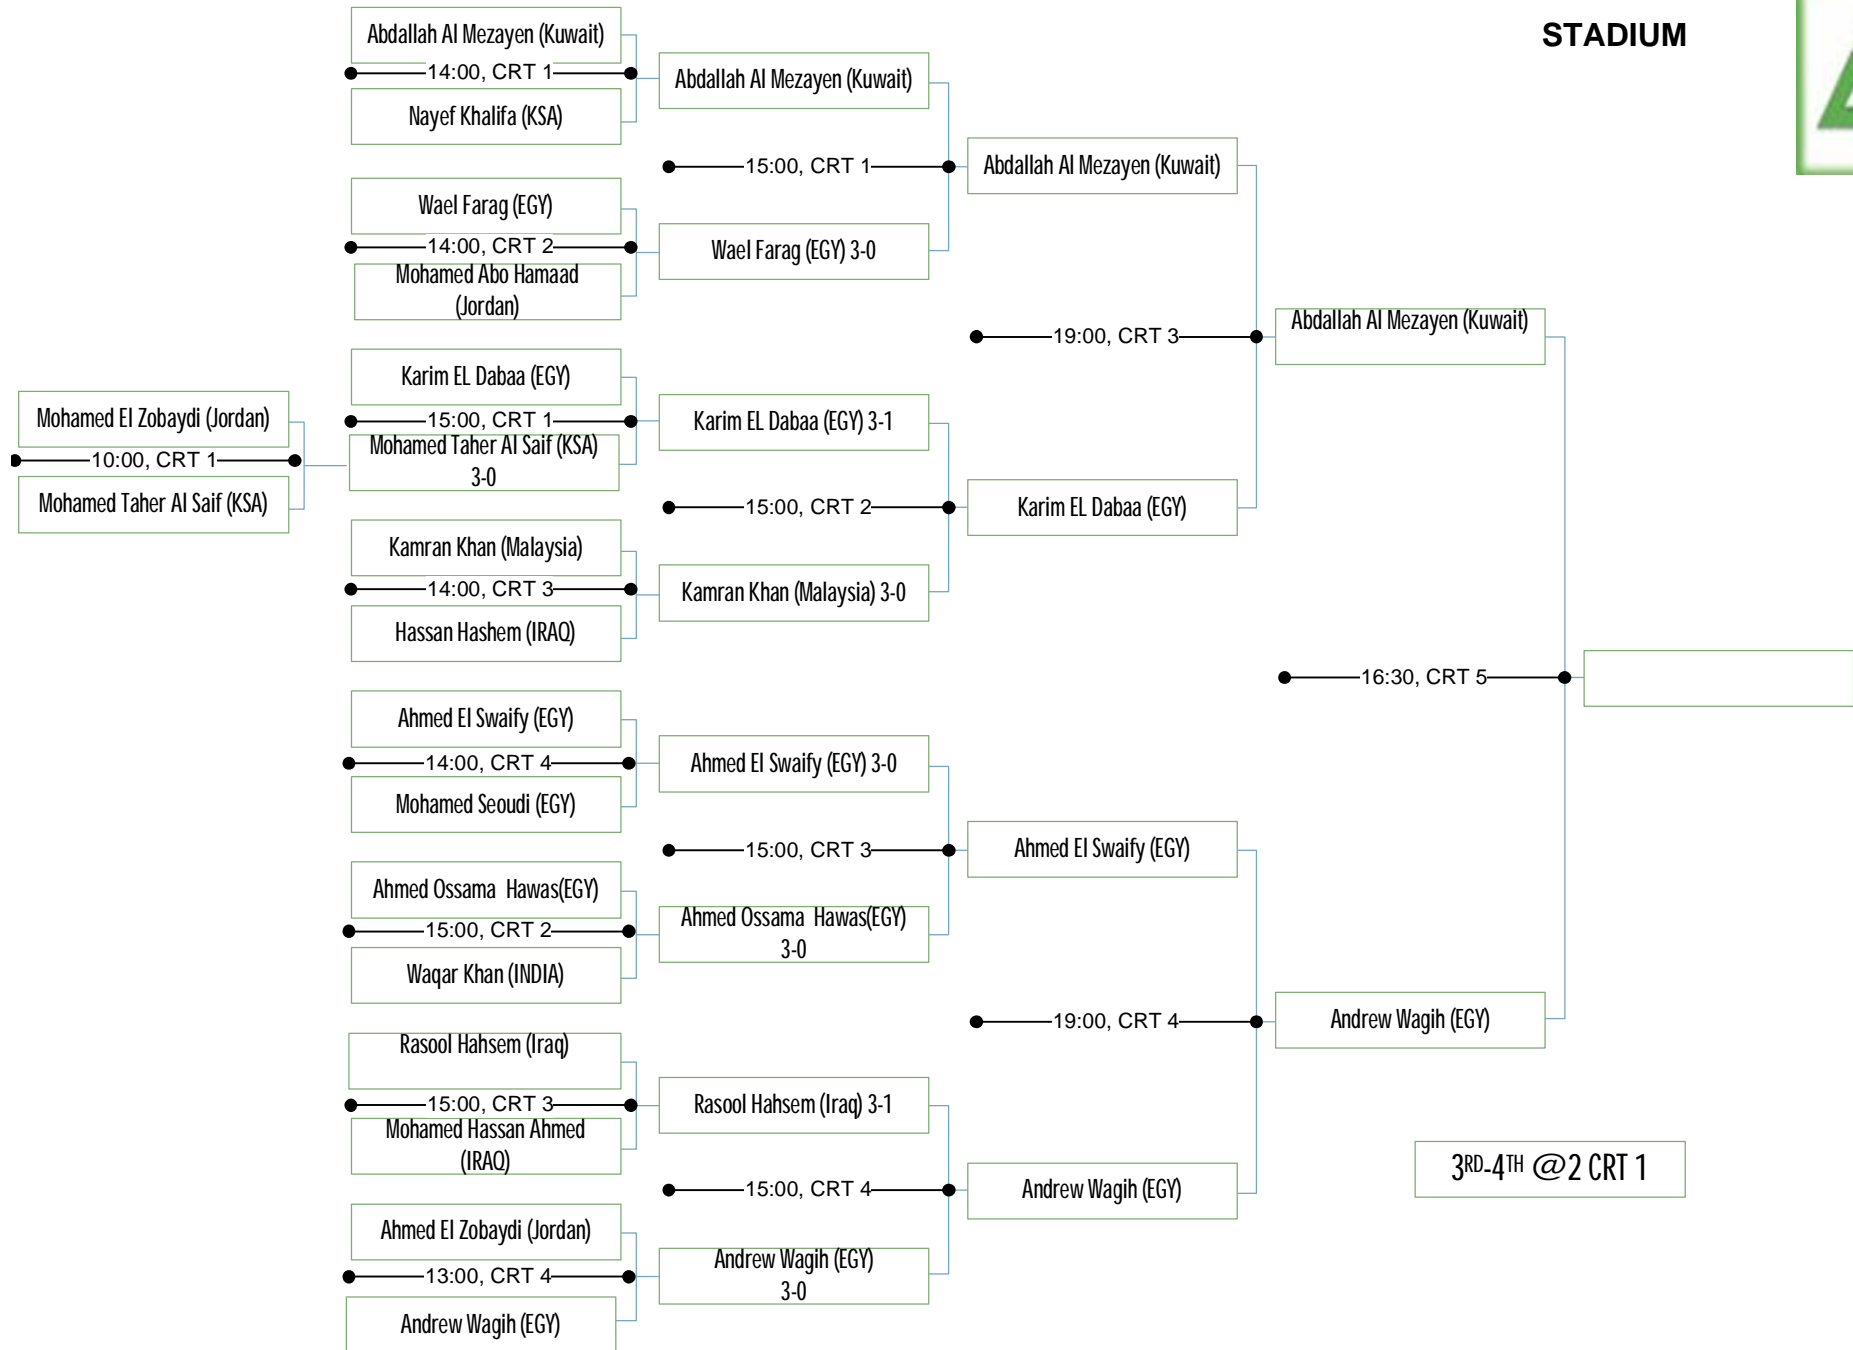 STADIUM
Mohamed El Zobaydi (Jordan)
10:00, CRT 1
Mohamed Taher Al Saif (KSA)
Abdallah Al Mezayen (Kuwait)
14:00, CRT 1
Nayef Khalifa (KSA)
Wael Farag (EGY)
14:00, CRT 2
Mohamed Abo Hamaad
(Jordan)
Karim EL Dabaa (EGY)
15:00, CRT 1
Mohamed Taher Al Saif (KSA)
3-0
Kamran Khan (Malaysia)
14:00, CRT 3
Hassan Hashem (IRAQ)
Ahmed El Swaify (EGY)
14:00, CRT 4
Mohamed Seoudi (EGY)
Ahmed Ossama  Hawas(EGY)
15:00, CRT 2
Waqar Khan (INDIA)
Rasool Hahsem (Iraq)
15:00, CRT 3
Mohamed Hassan Ahmed
(IRAQ)
Ahmed El Zobaydi (Jordan)
13:00, CRT 4
Andrew Wagih (EGY)
Abdallah Al Mezayen (Kuwait)
15:00, CRT 1
Wael Farag (EGY) 3-0
Karim EL Dabaa (EGY) 3-1
15:00, CRT 2
Kamran Khan (Malaysia) 3-0
Ahmed El Swaify (EGY) 3-0
15:00, CRT 3
Ahmed Ossama  Hawas(EGY)
3-0
Rasool Hahsem (Iraq) 3-1
15:00, CRT 4
Andrew Wagih (EGY)
3-0
Abdallah Al Mezayen (Kuwait)
19:00, CRT 3
Karim EL Dabaa (EGY)
Ahmed El Swaify (EGY)
19:00, CRT 4
Andrew Wagih (EGY)
Abdallah Al Mezayen (Kuwait)
16:30, CRT 5
Andrew Wagih (EGY)
3RD-4TH @2 CRT 1